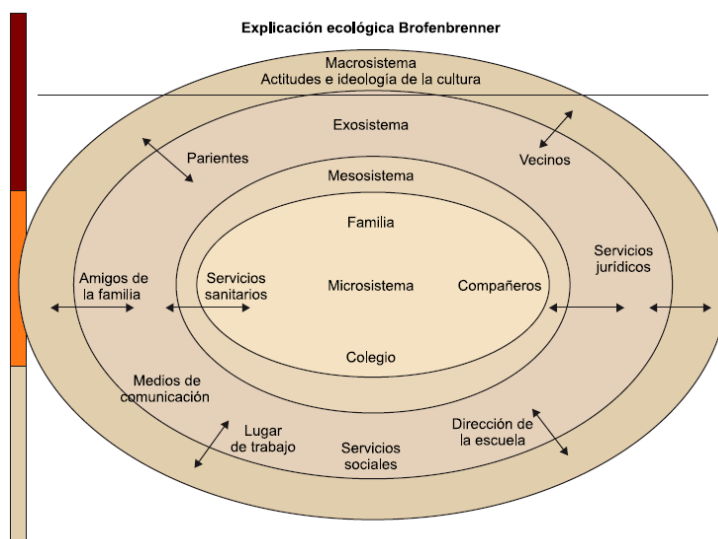 Explicación ecológica Brofenbrenner
Macrosistema
Actitudes e ideología de la cultura
Exosistema
Parientes
Vecinos
Mesosistema
Familia
Servicios
jurídicos
Amigos de
la familia
Servicios
sanitarios
Microsistema
Compañeros
Colegio
Medios de
comunicación
Lugar
de trabajo
Servicios
sociales
Dirección de
la escuela